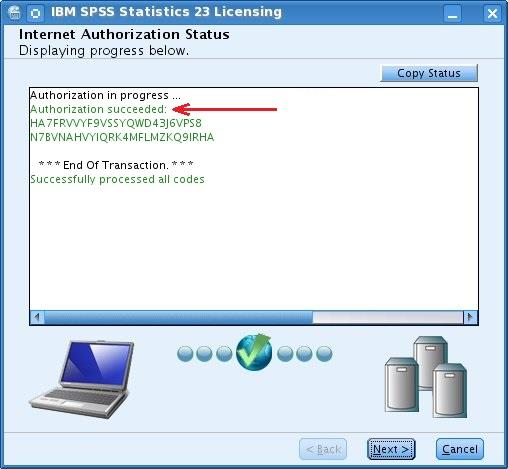 IBM SPSS Statistics 23 Licensing
Internet Authorization Status
Displaying progress below.
Copy Status
Authorization in progress ...
Authorization succeeded:
HA7FRVVYF9VSSYQWD43J6VPS8
N7BVNAHVYIQRK4MFLMZKQ9IRHA
* * * End Of Transaction. * * *
Successfully processed all codes
< Back
Next >
Cancel